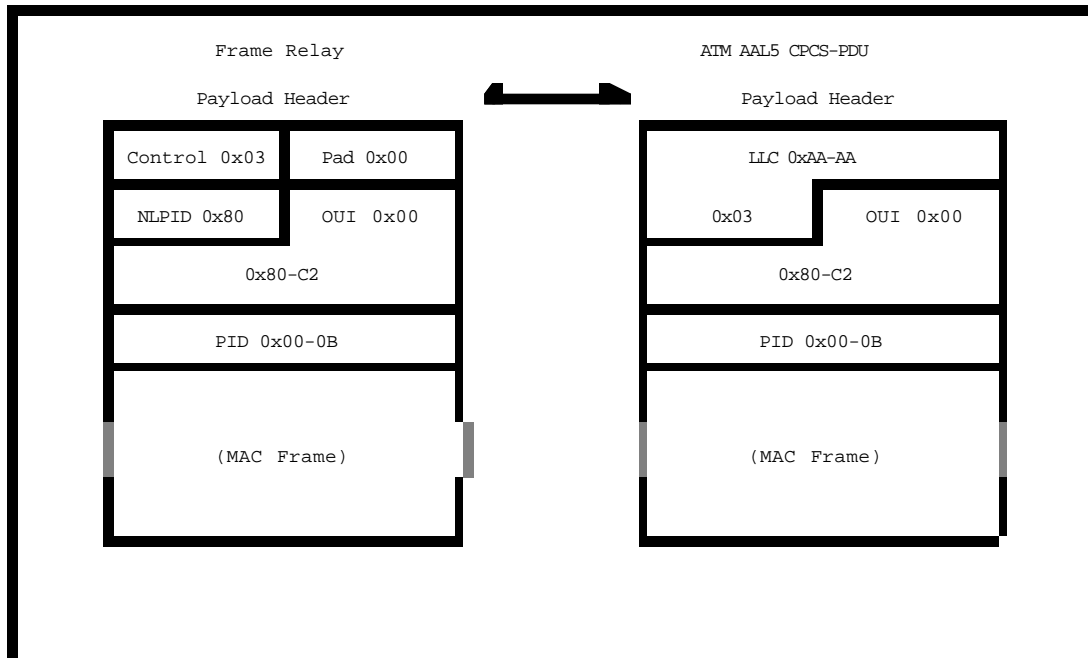 Frame Relay
Payload Header
Control 0x03
Pad 0x00
NLPID 0x80
OUI 0x00
0x80-C2
PID 0x00-0B
(MAC Frame)
ATM AAL5 CPCS-PDU
Payload Header
LLC 0xAA-AA
0x03
OUI 0x00
0x80-C2
PID 0x00-0B
(MAC Frame)